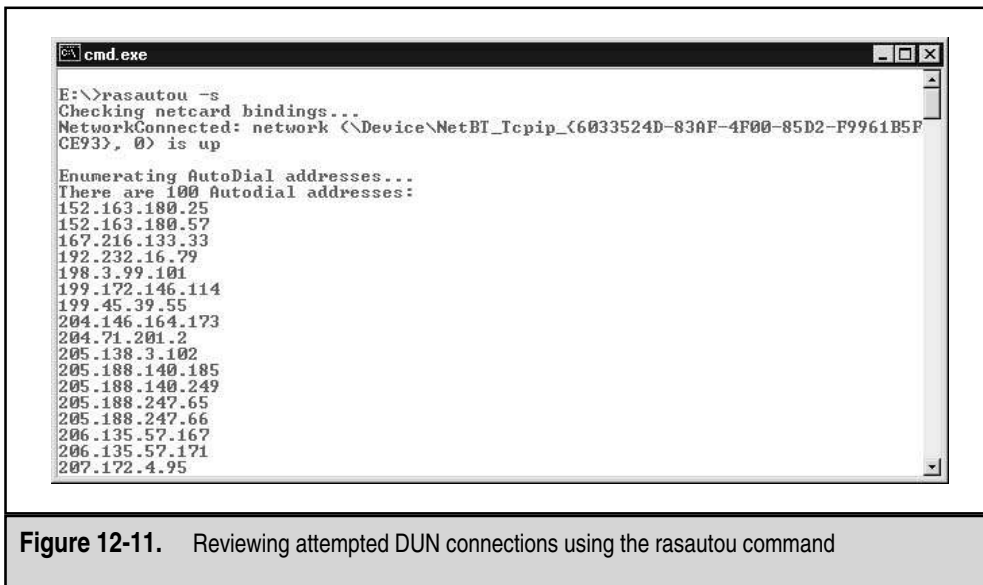 cmd.exe
E:\>rasautou -s
Checking netcard bindings...
NetworkConnected: network (\Device\NetBT_Tcpip_{6033524D-83AF-4F00-85D2-F9961B5F
CE93}, 0) is up
Enumerating AutoDial addresses...
There are 100 Autodial addresses:
152.163.180.25
152.163.180.57
167.216.133.33
192.232.16.79
198.3.99.101
199.172.146.114
199.45.39.55
204.146.164.173
204.71.201.2
205.138.3.102
205.188.140.185
205.188.140.249
205.188.247.65
205.188.247.66
206.135.57.167
206.135.57.171
207.172.4.95
Figure 12-11. Reviewing attempted DUN connections using the rasautou command